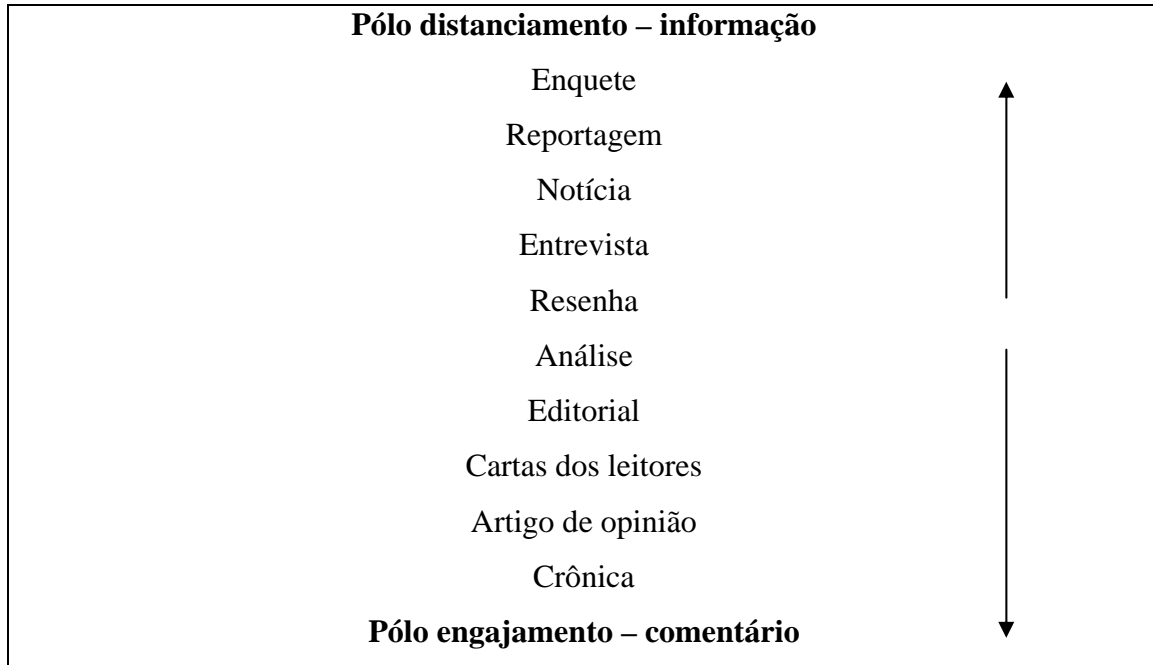 Pólo distanciamento – informação
Enquete
Reportagem
Notícia
Entrevista
Resenha
Análise
Editorial
Cartas dos leitores
Artigo de opinião
Crônica
Pólo engajamento – comentário